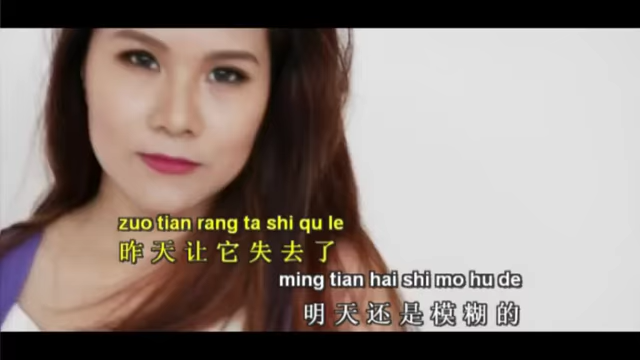 zuo tian rang ta shi qu le
昨天让它失去了
ming tian hai shi mo hu de
明天还是模糊的